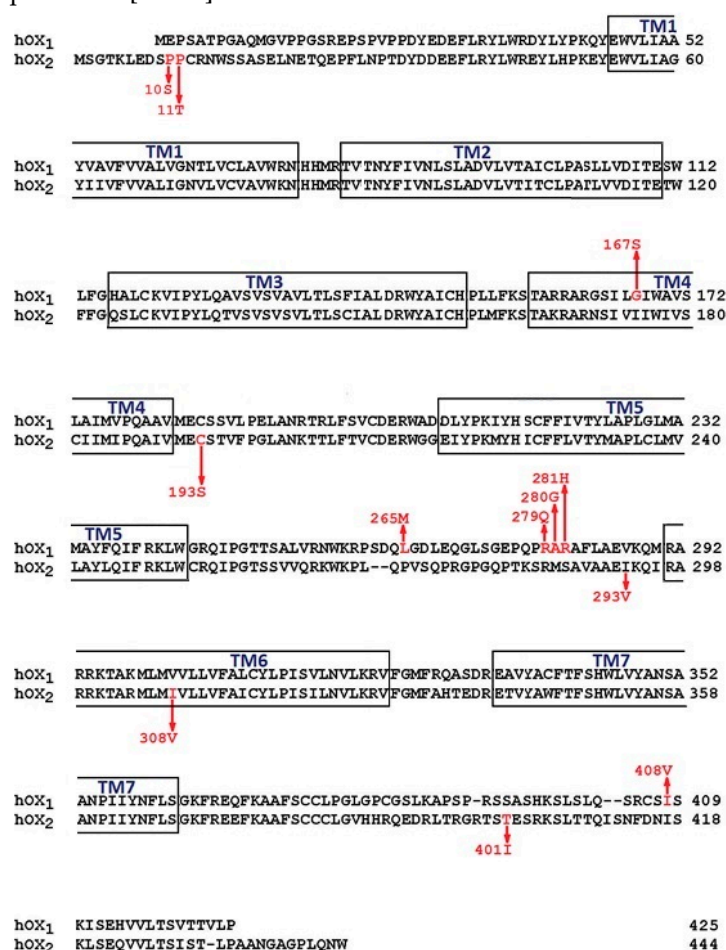 TM1
hOX1 MEPSATPGAQMGVPPGSREPSPVPPDYEDEFLRYLWRDYLYPKQYEWVLIAA 52
hOX2 MSGTKLEDSPPCRNWSSASELNETQEPFLNPTDYDDEEFLRYLWREYLHPKEYEWVLIAG 60
10S
11T
TM1 TM2
hOX1 YVAVFVVALVGNTLVCLAVWRNHHMRTVTNYFIVNLSLADVLVTAICLPASLLVDITESW 112
hOX2 YIIVFVVALIGNVLVCVAVWKNHHMRTVTNYFIVNLSLADVLVTITCLPATLVVDITETW 120
167S
TM3 TM4
hOX1 LFGHALCKVIPYLQAVSVSVAVLTLSFIALDRWYAICHPLLFKSTARRARGSILGIWAVS 172
hOX2 FFGQSLCKVIPYLQTVSVSVSVLTLSCIALDRWYAICHPLMFKSTAKRARNSIVIIWIVS 180
TM4 TM5
hOX1 LAIMVPQAAVMECSSVLPELANRTRLFSVCDERWADDLYPKIYHSCFFIVTYLAPLGLMA 232
hOX2 CIIMIPQAIVMECSTVFPGLANKTTLFTVCDERWGGEIYPKMYHICFFLVTYMAPLCLMV 240
193S
281H
280G
265M 279Q
TM5
hOX1 MAYFQIFRKLWGRQIPGTTSALVRNWKRPSDQLGDLEQGLSGEPQPRARAFLAEVKQMRA 292
hOX2 LAYLQIFRKLWCRQIPGTSSVVQRKWKPL--QPVSQPRGPGQPTKSRMSAVAAEIKQIRA 298
293V
TM6 TM7
hOX1 RRKTAKMLMVVLLVFALCYLPISVLNVLKRVFGMFRQASDREAVYACFTFSHWLVYANSA 352
hOX2 RRKTARMLMIVLLVFAICYLPISILNVLKRVFGMFAHTEDRETVYAWFTFSHWLVYANSA 358
308V
408V
TM7
hOX1 ANPIIYNFLSGKFREQFKAAFSCCLPGLGPCGSLKAPSP-RSSASHKSLSLQ--SRCSIS 409
hOX2 ANPIIYNFLSGKFREEFKAAFSCCCLGVHHRQEDRLTRGRTSTESRKSLTTQISNFDNIS 418
401I
hOX1 KISEHVVLTSVTTVLP 425
hOX2 KLSEQVVLTSIST-LPAANGAGPLQNW 444